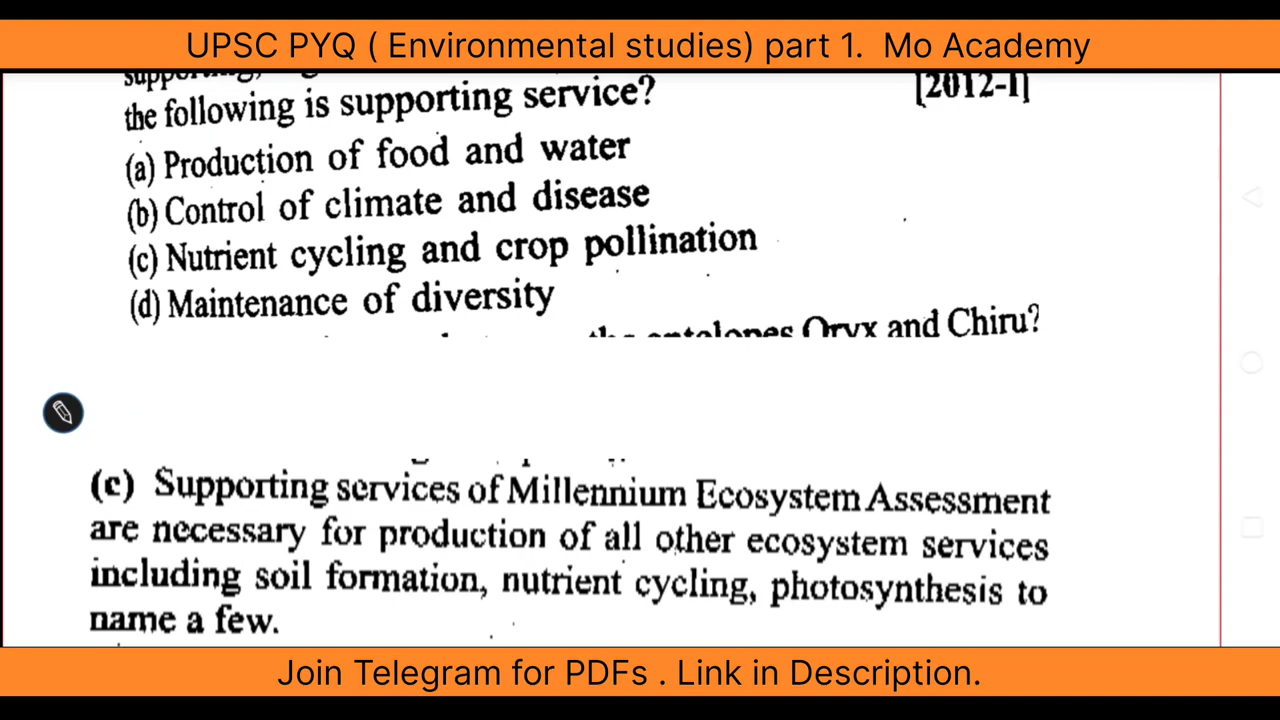 UPSC PYQ ( Environmental studies) part 1. Mo Academy
the following is supporting service? [2012-I]
(a) Production of food and water
(b) Control of climate and disease
(c) Nutrient cycling and crop pollination
(d) Maintenance of diversity
the antelopes Oryx and Chiru?
(c) Supporting services of Millennium Ecosystem Assessment
are necessary for production of all other ecosystem services
including soil formation, nutrient cycling, photosynthesis to
name a few.
Join Telegram for PDFs . Link in Description.